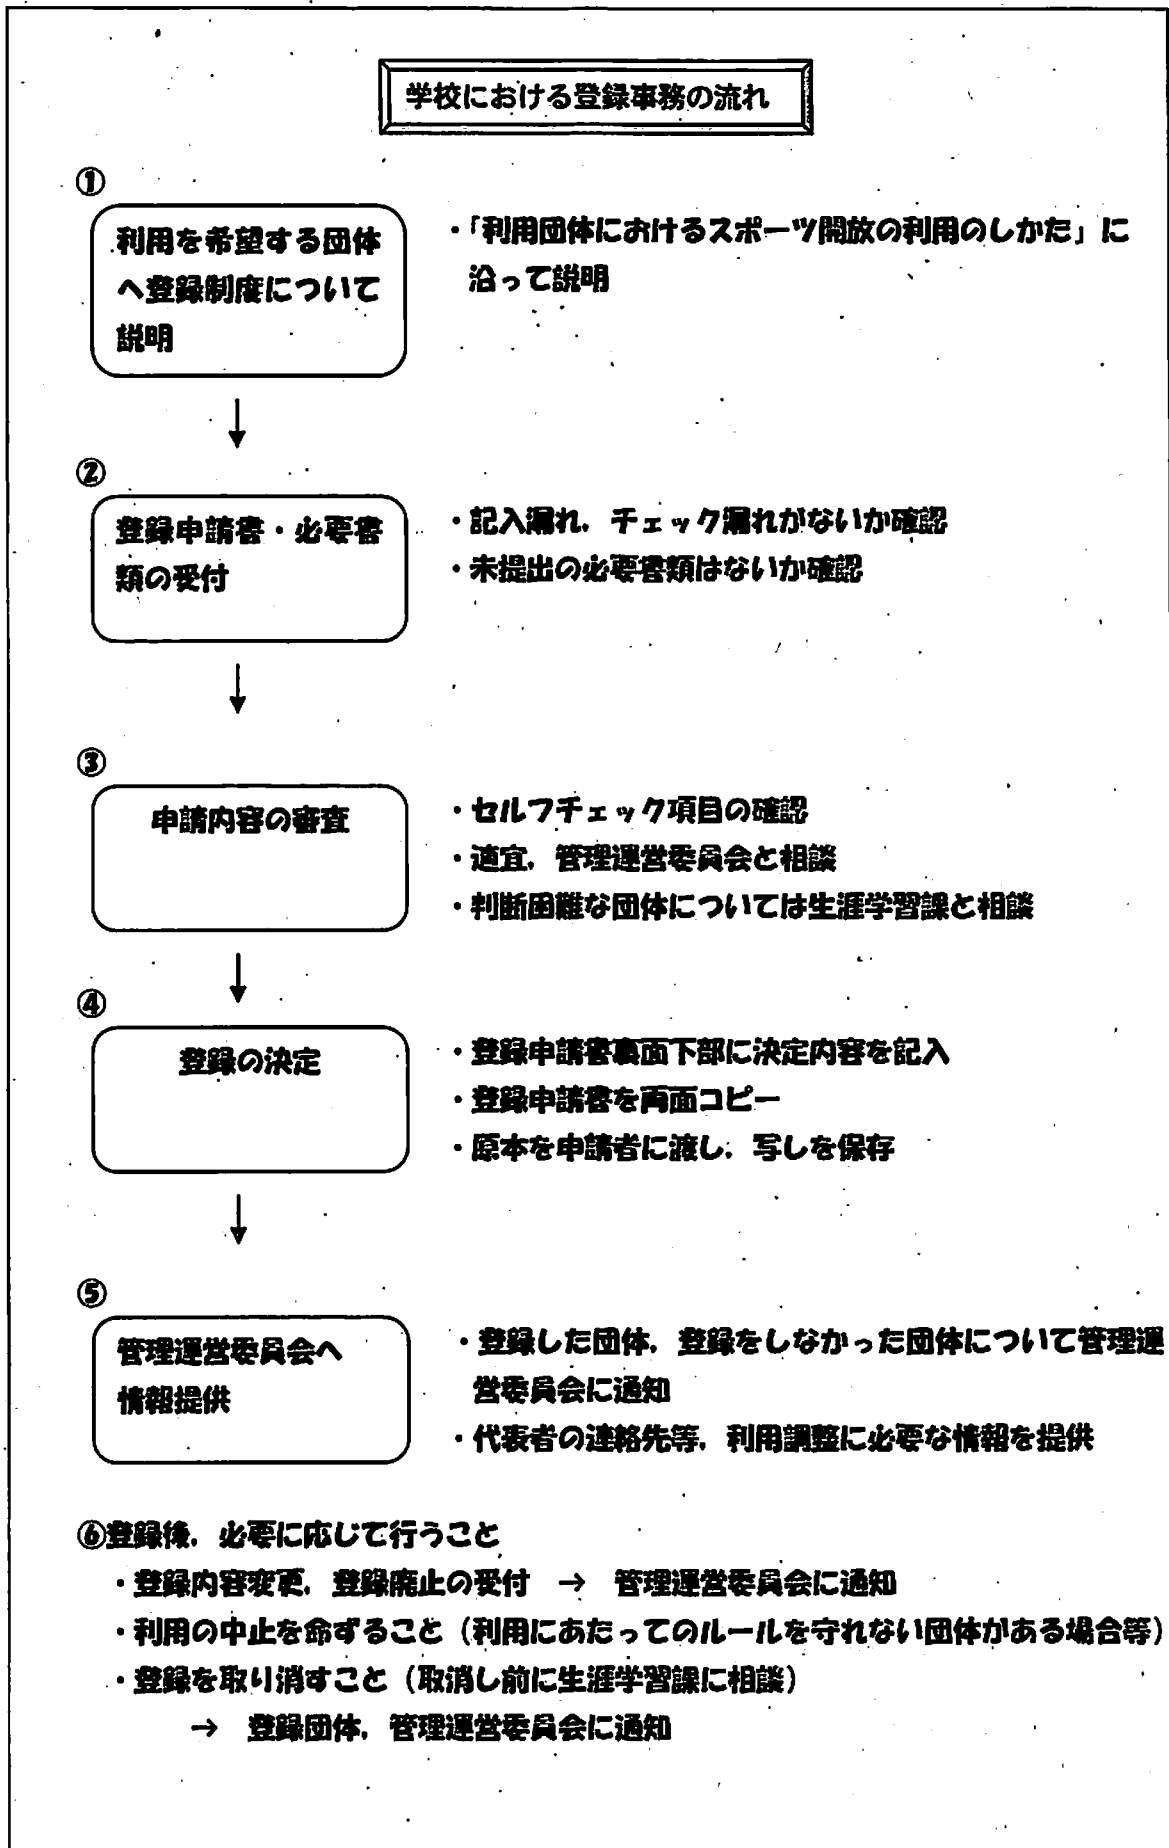 学校における登録事務の流れ
①
利用を希望する団体
へ登録制度について
説明
・「利用団体におけるスポーツ開放の利用のしかた」に
沿って説明
↓
②
登録申請書・必要書
類の受付
・記入漏れ，チェック漏れがないか確認
・未提出の必要書類はないか確認
↓
③
申請内容の審査
・セルフチェック項目の確認
・適宜，管理運営委員会と相談
・判断困難な団体については生涯学習課と相談
↓
④
登録の決定
・登録申請書裏面下部に決定内容を記入
・登録申請書を両面コピー
・原本を申請者に渡し，写しを保存
↓
⑤
管理運営委員会へ
情報提供
・登録した団体，登録をしなかった団体について管理運
営委員会に通知
・代表者の連絡先等，利用調整に必要な情報を提供
⑥登録後，必要に応じて行うこと
・登録内容変更，登録廃止の受付　→　管理運営委員会に通知
・利用の中止を命ずること（利用にあたってのルールを守れない団体がある場合等）
・登録を取り消すこと（取消し前に生涯学習課に相談）
→　登録団体，管理運営委員会に通知